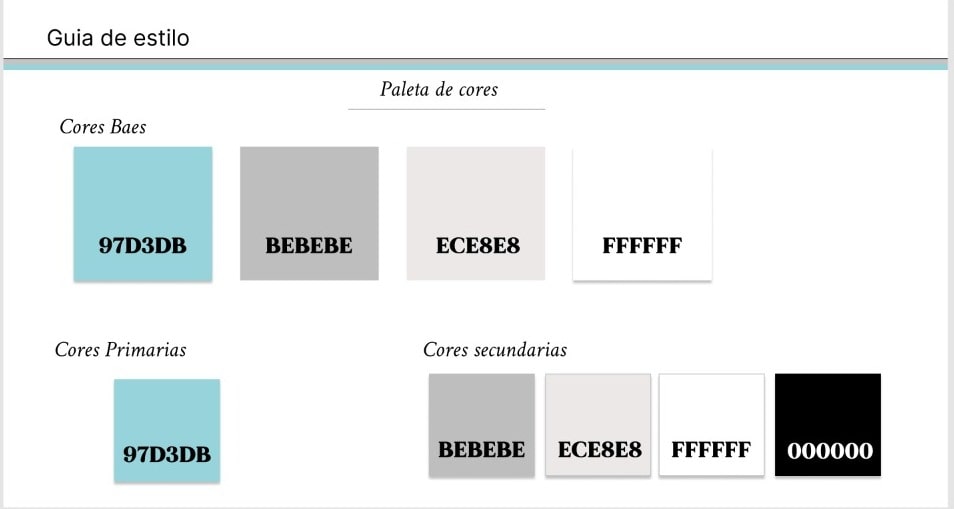 Guia de estilo
Paleta de cores
Cores Baes
97D3DB
BEBEBE
ECE8E8
FFFFFF
Cores Primarias
97D3DB
Cores secundarias
BEBEBE
ECE8E8
FFFFFF
000000